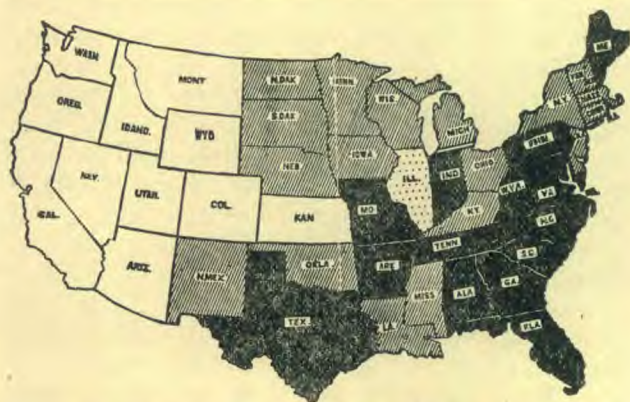 WASH
MONT
N.DAK
MINN
ME
OREG.
IDAHO.
WYO
S.DAK
WIS
MICH
N.Y.
NEV.
UTAH.
COL.
NEB
IOWA
ILL.
IND
OHIO
PENN
CAL.
KAN
MO
KY.
W.VA.
VA
ARIZ.
N.MEX.
OKLA
ARK
TENN
N.C.
S.C.
TEX.
LA.
MISS
ALA
GA.
FLA